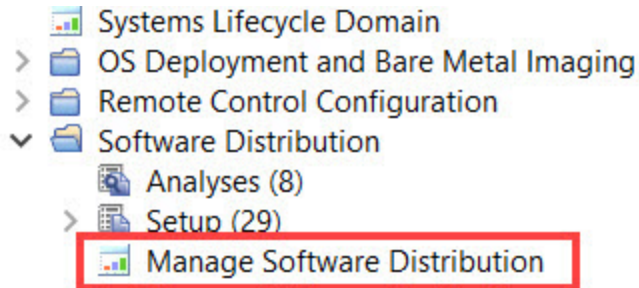 Systems Lifecycle Domain
OS Deployment and Bare Metal Imaging
Remote Control Configuration
Software Distribution
Analyses (8)
Setup (29)
Manage Software Distribution